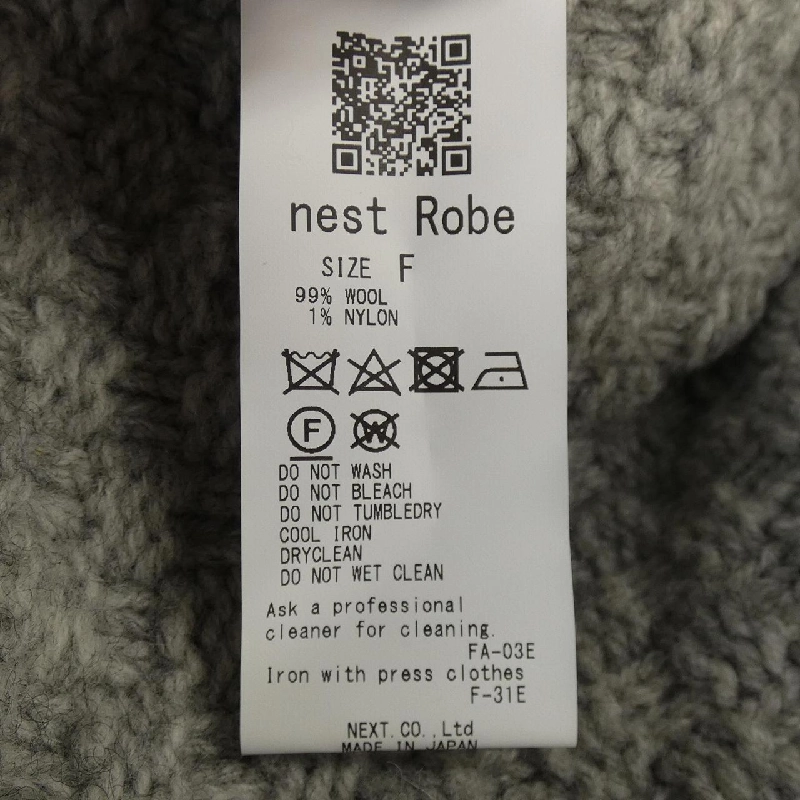 nest Robe
SIZE F
99% WOOL
1% NYLON
F
W
DO NOT WASH
DO NOT BLEACH
DO NOT TUMBLEDRY
COOL IRON
DRYCLEAN
DO NOT WET CLEAN
Ask a professional
cleaner for cleaning.
FA-03E
Iron with press clothes
F-31E
NEXT.CO.,Ltd
MADE IN JAPAN